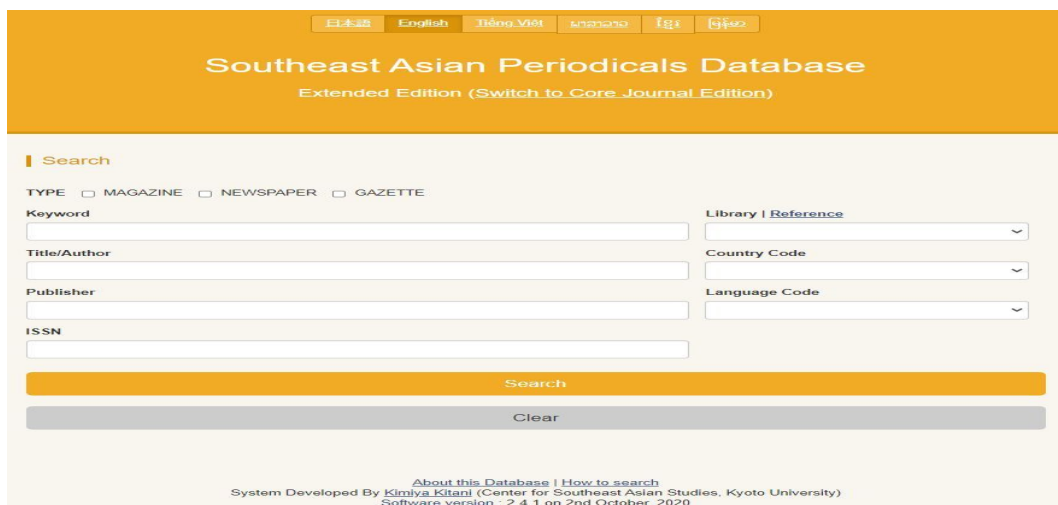 日本語 English Tiếng Việt ພາສາລາວ ខ្មែរ မြန်မာ
Southeast Asian Periodicals Database
Extended Edition (Switch to Core Journal Edition)
Search
TYPE MAGAZINE NEWSPAPER GAZETTE
Keyword
Library | Reference
Title/Author
Country Code
Publisher
Language Code
ISSN
Search
Clear
About this Database | How to search
System Developed By Kimiya Kitani (Center for Southeast Asian Studies, Kyoto University)
Software version : 2.4.1 on 2nd October, 2020